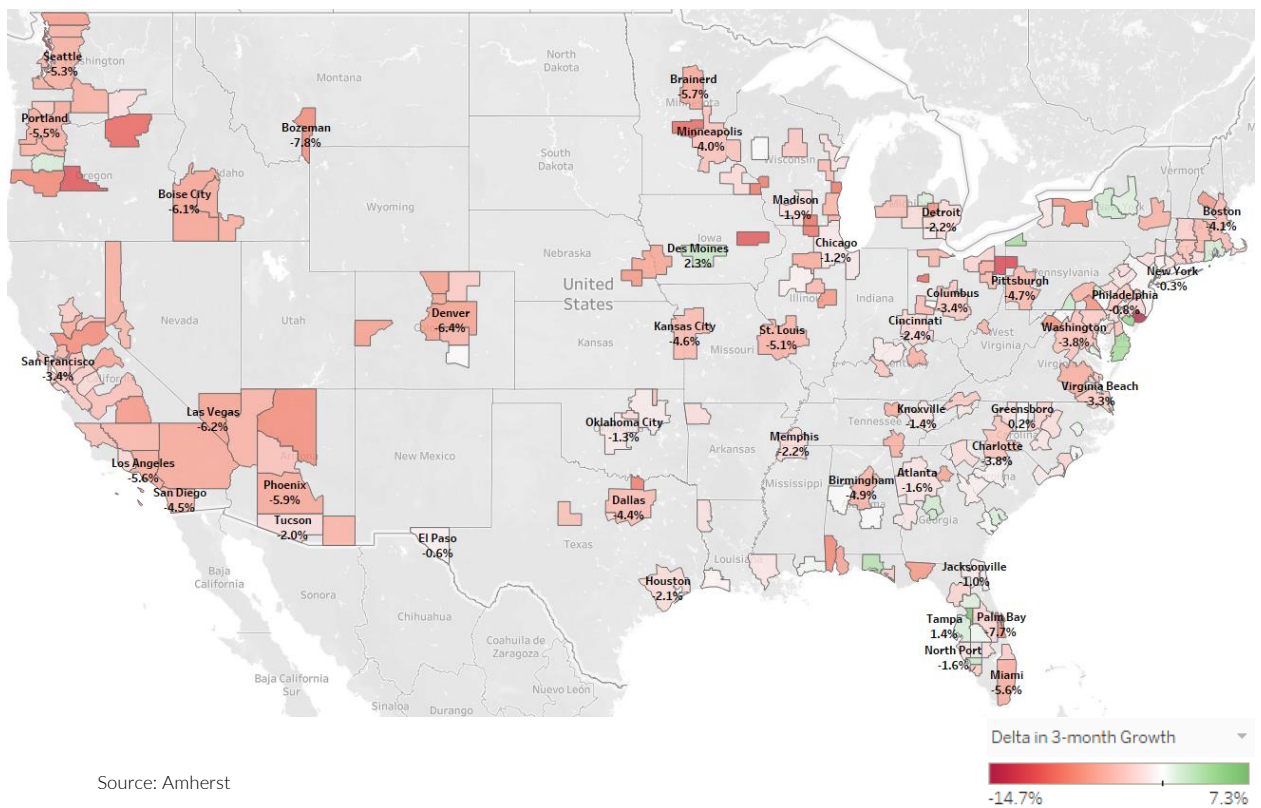 Seattle
-5.3%
shington
Portland
-5.5%
egon
Montana
North
Dakota
Bozeman
-7.8%
Boise City
-6.1%
daho
Wyoming
South
Dakota
Brainerd
-5.7%
Minneapolis
-4.0%
Wisconsin
Madison
-1.9%
Detroit
-2.2%
Vermont
Boston
-4.1%
Iowa
Des Moines
2.3%
Chicago
-1.2%
Nebraska
United
States
Nevada
Utah
Denver
-6.4%
Kansas City
-4.6%
Kansas
Missouri
St. Louis
-5.1%
Illinois
Indiana
Columbus
-3.4%
Cincinnati
-2.4%
Pittsburgh
-4.7%
Pennsylvania
New York
-0.3%
Philadelphia
-0.8%
Washington
-3.8%
West
Virginia
Virginia Beach
-3.3%
San Francisco
-3.4%
Las Vegas
-6.2%
Los Angeles
-5.6%
San Diego
-4.5%
Phoenix
-5.9%
Tucson
-2.0%
New Mexico
El Paso
-0.6%
Oklahoma City
-1.3%
Arkansas
Memphis
-2.2%
Tennessee
Knoxville
-1.4%
Greensboro
0.2%
Charlotte
-3.8%
Mississippi
Birmingham
-4.9%
Atlanta
-1.6%
Georgia
Dallas
-4.4%
Texas
Houston
-2.1%
Jacksonville
-1.0%
Tampa
1.4%
Palm Bay
-7.7%
North Port
-1.6%
Miami
-5.6%
Baja
California
Sonora
Chihuahua
Coahuila de
Zaragoza
Baja California
Sur
Sinaloa
Durango
Nuevo León
Delta in 3-month Growth
-14.7%
7.3%
Source: Amherst